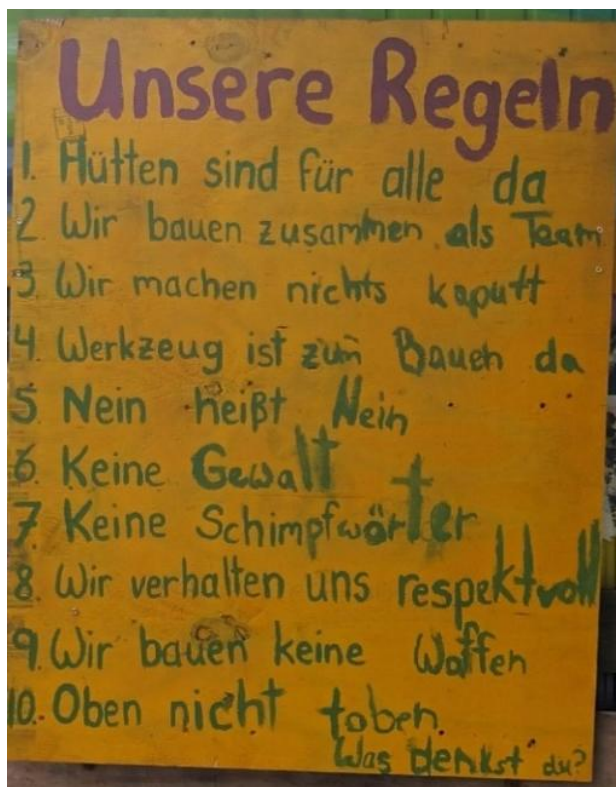 Unsere Regeln
1. Hütten sind für alle da
2. Wir bauen zusammen als Team
3. Wir machen nichts kaputt
4. Werkzeug ist zum Bauen da
5 Nein heißt Nein
6. Keine Gewalt
7. Keine Schimpfwörter
8. Wir verhalten uns respektvoll
9. Wir bauen keine Waffen
10. Oben nicht toben.
Was denkst du?